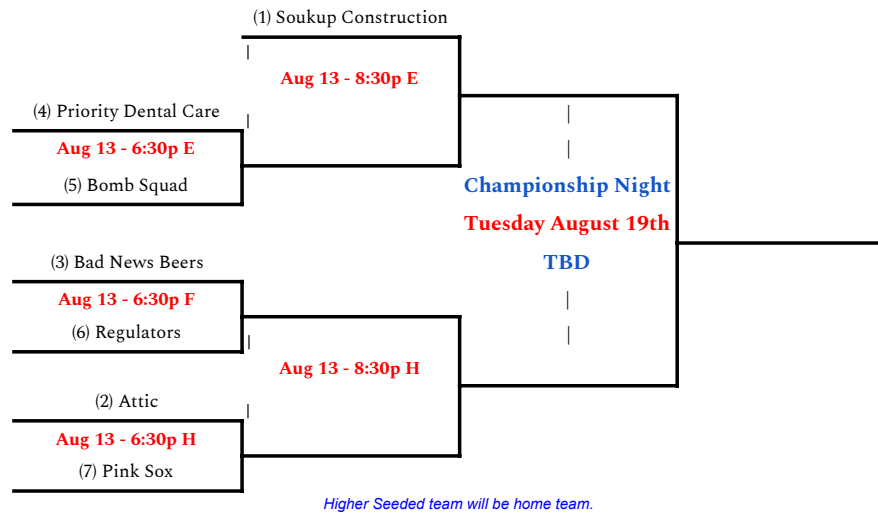 (1) Soukup Construction
Aug 13 - 8:30p E
(4) Priority Dental Care
Aug 13 - 6:30p E
(5) Bomb Squad
Championship Night
Tuesday August 19th
TBD
(3) Bad News Beers
Aug 13 - 6:30p F
(6) Regulators
Aug 13 - 8:30p H
(2) Attic
Aug 13 - 6:30p H
(7) Pink Sox
Higher Seeded team will be home team.